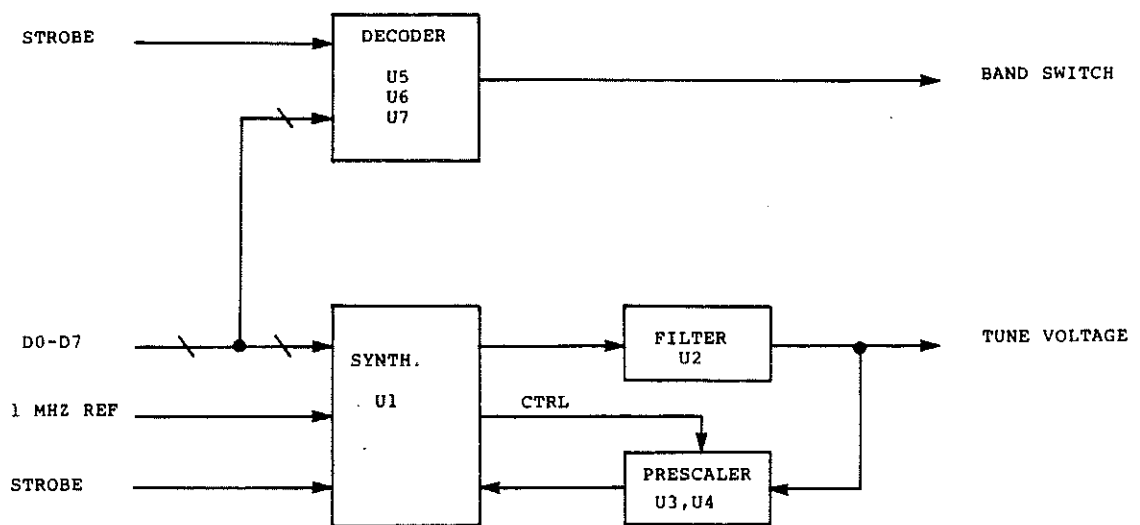 STROBE
DECODER
U5
U6
U7
BAND SWITCH
D0-D7
SYNTH.
U1
FILTER
U2
TUNE VOLTAGE
1 MHZ REF
CTRL
STROBE
PRESCALER
U3,U4